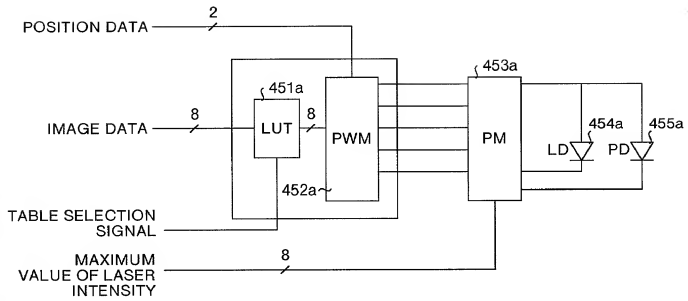 POSITION DATA
2
453a
451a
454a
455a
IMAGE DATA
8
LUT
8
PWM
PM
LD
PD
452a
TABLE SELECTION
SIGNAL
MAXIMUM
VALUE OF LASER
INTENSITY
8